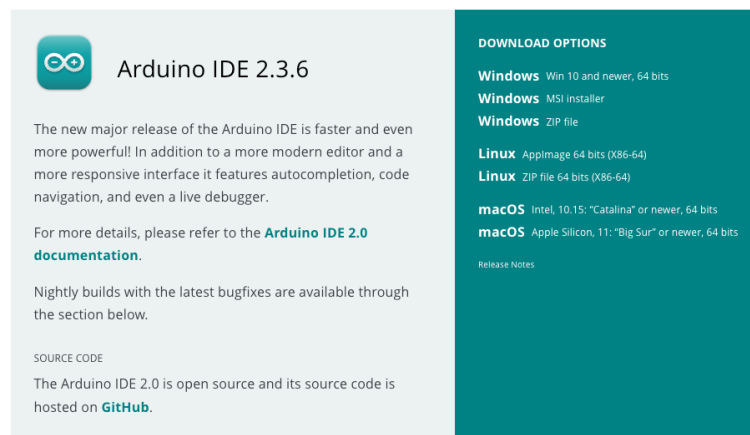 Arduino IDE 2.3.6
The new major release of the Arduino IDE is faster and even
more powerful! In addition to a more modern editor and a
more responsive interface it features autocompletion, code
navigation, and even a live debugger.
For more details, please refer to the Arduino IDE 2.0
documentation.
Nightly builds with the latest bugfixes are available through
the section below.
SOURCE CODE
The Arduino IDE 2.0 is open source and its source code is
hosted on GitHub.
DOWNLOAD OPTIONS
Windows Win 10 and newer, 64 bits
Windows MSI installer
Windows ZIP file
Linux AppImage 64 bits (X86-64)
Linux ZIP file 64 bits (X86-64)
macOS Intel, 10.15: “Catalina” or newer, 64 bits
macOS Apple Silicon, 11: “Big Sur” or newer, 64 bits
Release Notes